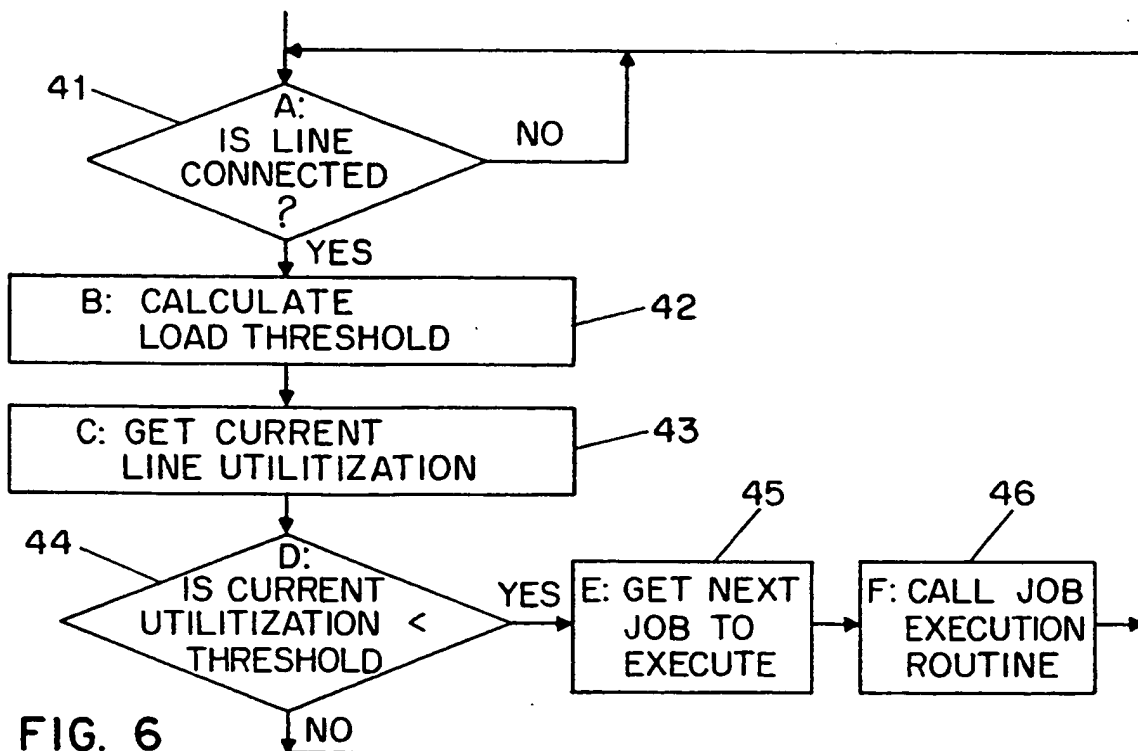 41
A:
IS LINE
CONNECTED
?
NO
YES
B: CALCULATE
LOAD THRESHOLD
42
C: GET CURRENT
LINE UTILITIZATION
43
44
D:
IS CURRENT
UTILITIZATION <
THRESHOLD
YES
45
E: GET NEXT
JOB TO
EXECUTE
46
F: CALL JOB
EXECUTION
ROUTINE
NO
FIG. 6